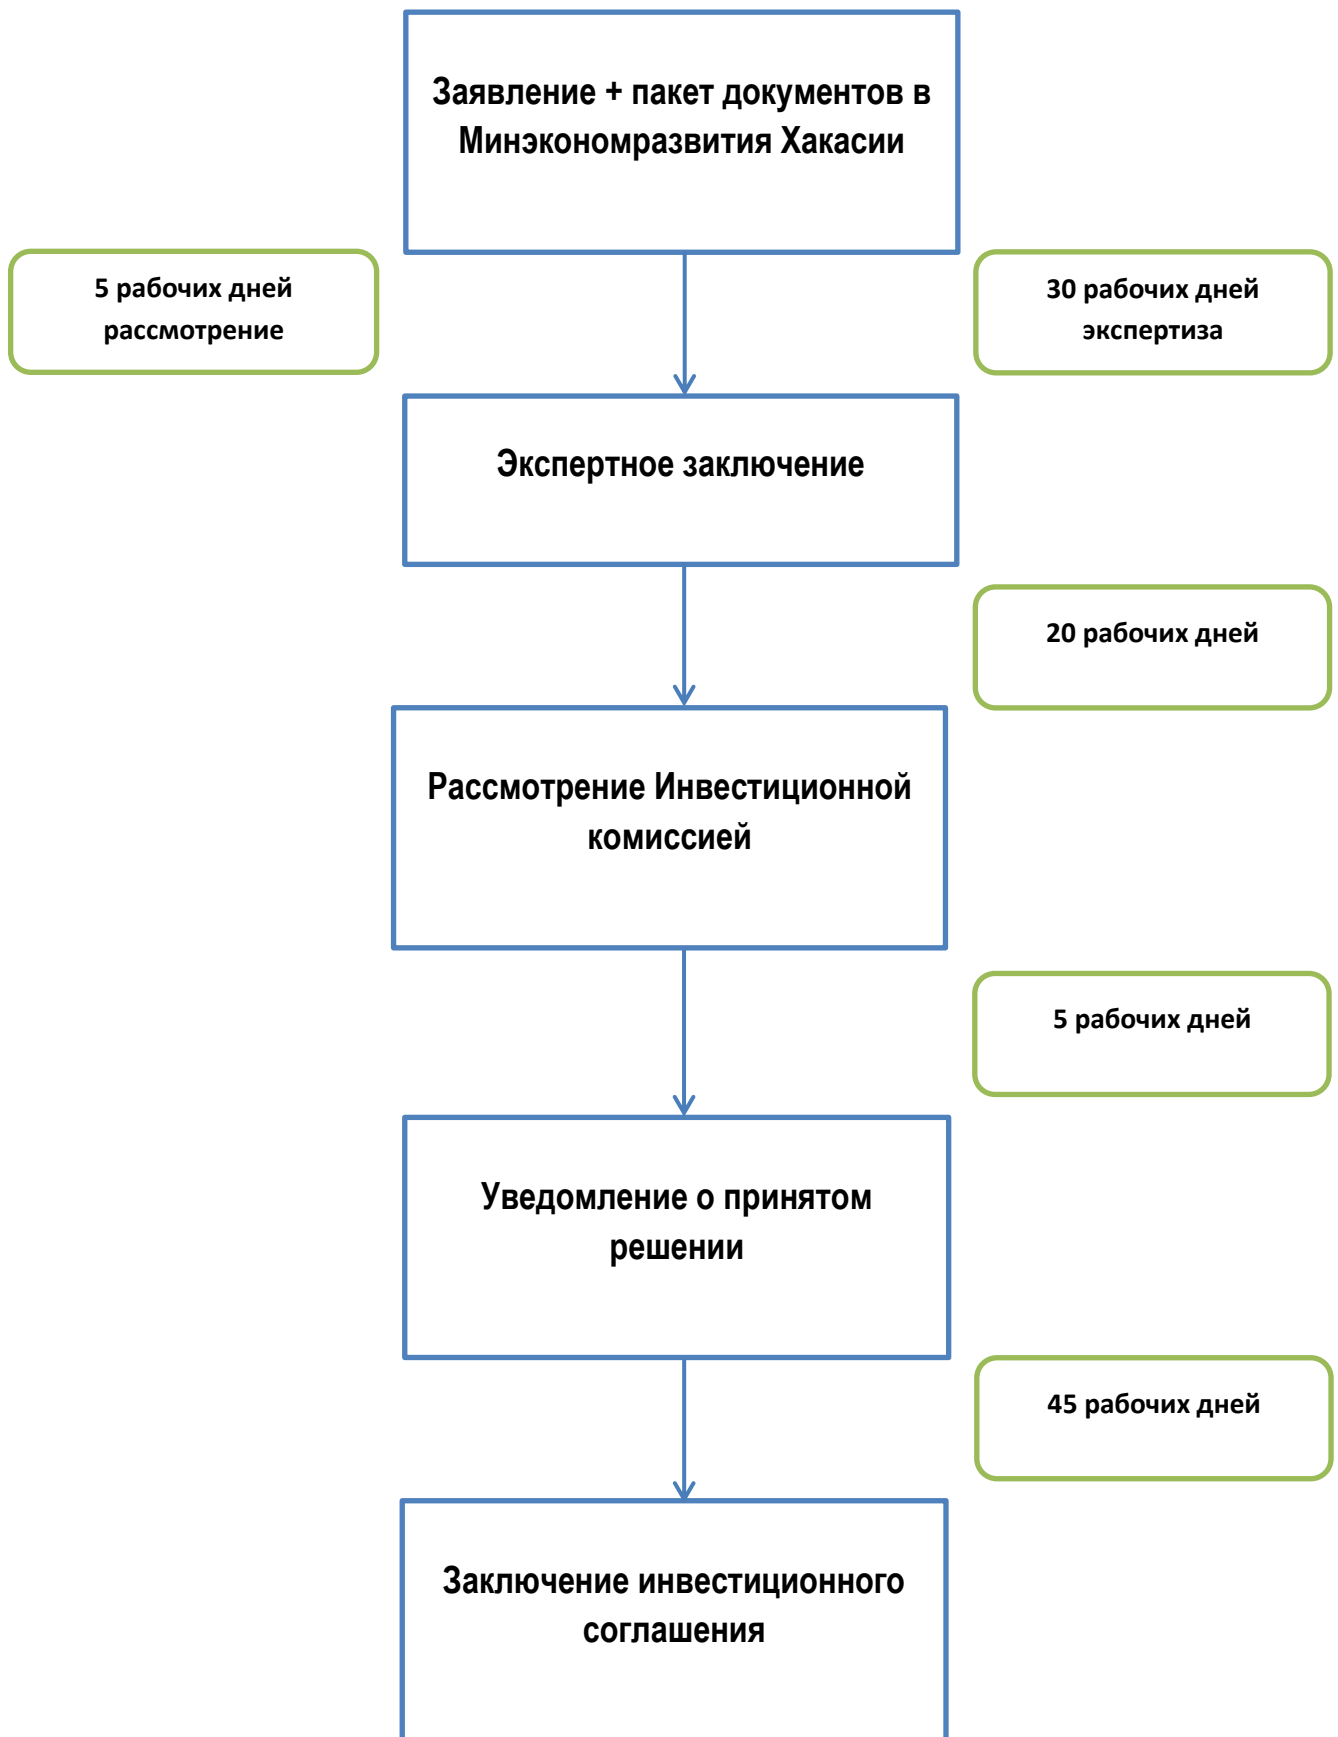 Заявление + пакет документов в
Минэкономразвития Хакасии
5 рабочих дней
рассмотрение
30 рабочих дней
экспертиза
Экспертное заключение
20 рабочих дней
Рассмотрение Инвестиционной
комиссией
5 рабочих дней
Уведомление о принятом
решении
45 рабочих дней
Заключение инвестиционного
соглашения